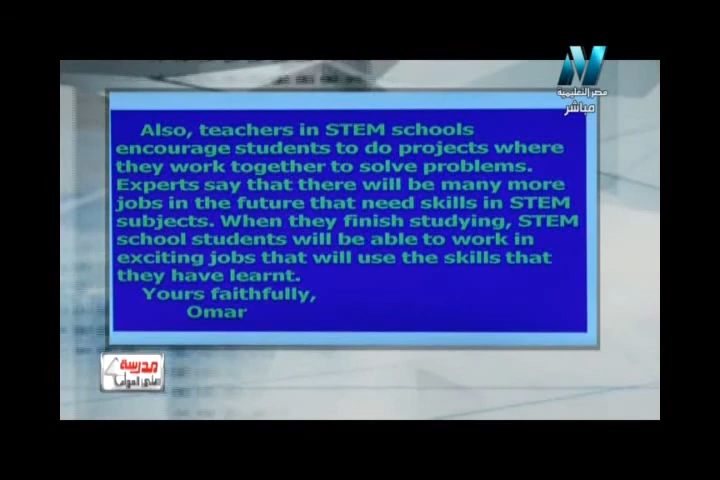 مصر التعليمية
مباشر
Also, teachers in STEM schools
encourage students to do projects where
they work together to solve problems.
Experts say that there will be many more
jobs in the future that need skills in STEM
subjects. When they finish studying, STEM
school students will be able to work in
exciting jobs that will use the skills that
they have learnt.
Yours faithfully,
Omar
مدرسة
على الهواء